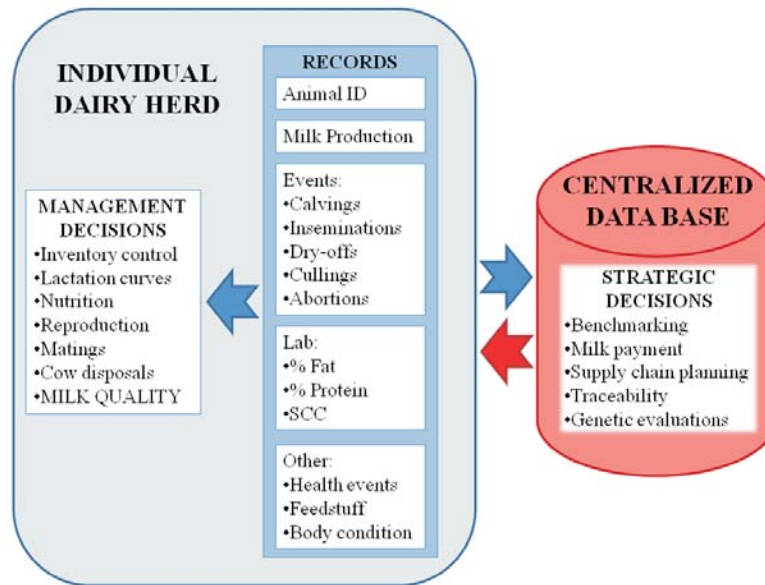 INDIVIDUAL
DAIRY HERD
MANAGEMENT
DECISIONS
•Inventory control
•Lactation curves
•Nutrition
•Reproduction
•Matings
•Cow disposals
•MILK QUALITY
RECORDS
Animal ID
Milk Production
Events:
•Calvings
•Inseminations
•Dry-offs
•Cullings
•Abortions
Lab:
•% Fat
•% Protein
•SCC
Other:
•Health events
•Feedstuff
•Body condition
CENTRALIZED
DATA BASE
STRATEGIC
DECISIONS
•Benchmarking
•Milk payment
•Supply chain planning
•Traceability
•Genetic evaluations